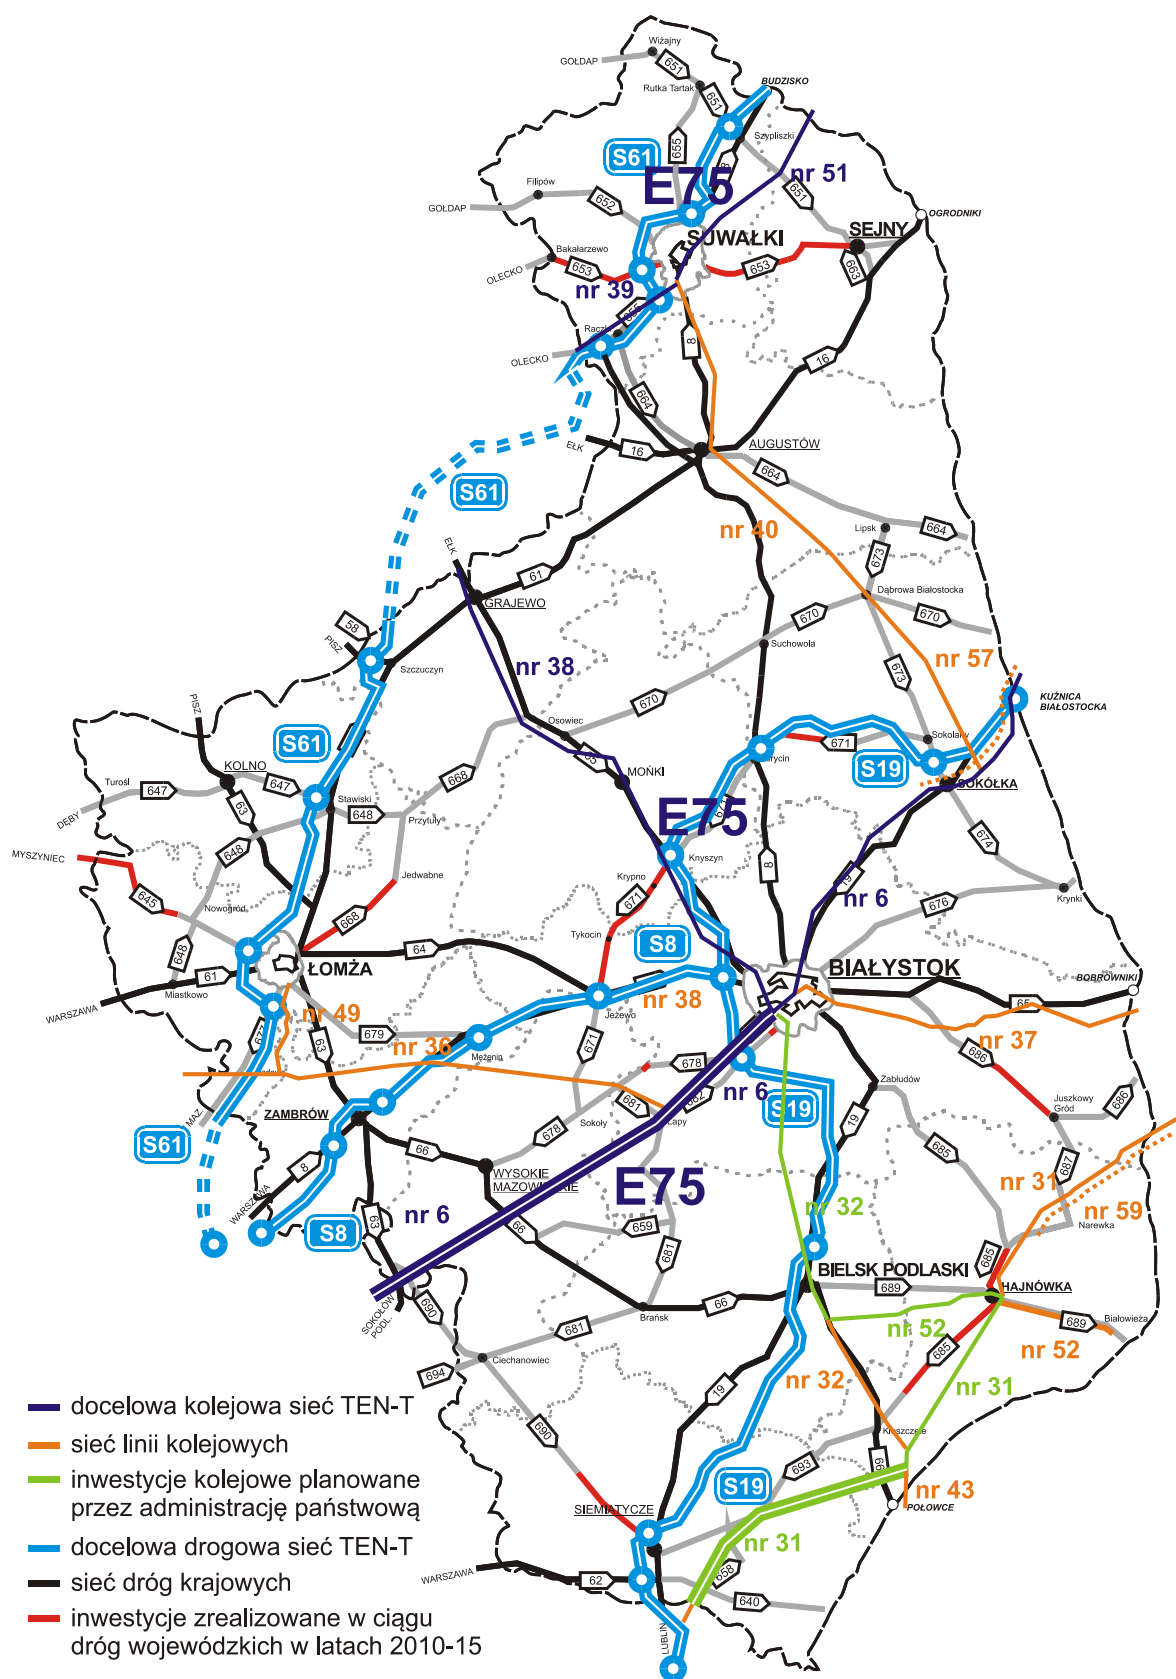 Wiżajny
GOŁDAP
651
BUDZISKO
Rutka Tartak
651
Szypliszki
655
S61
8
E75
nr 51
651
Filipów
652
GOŁDAP
OGRODNIKI
SEJNY
SUWAŁKI
Bakałarzewo
653
653
663
OLECKO
nr 39
655
8
OLECKO
16
664
AUGUSTÓW
EŁK
16
664
S61
nr 40
Lipsk
664
EŁK
673
61
Dąbrowa Białostocka
GRAJEWO
670
670
58
PISZ
Suchowola
nr 57
Szczuczyn
nr 38
673
670
KUŹNICA
BIAŁOSTOCKA
PISZ
Osowiec
S61
671
Sokolany
65
S19
KOLNO
668
MOŃKI
SOKÓŁKA
Turośl
647
647
63
Stawiski
648
Przytuły
E75
671
DĘBY
674
648
MYSZYNIEC
Knyszyn
8
Jedwabne
Krypno
19
nr 6
645
Nowogród
668
671
676
Krynki
Tykocin
648
64
S8
ŁOMŻA
BIAŁYSTOK
61
8
BOBROWNIKI
Miastkowo
nr 38
65
WARSZAWA
nr 49
Jeżewo
677
63
679
nr 36
Mężenin
671
nr 37
686
678
nr 6
Zabłudów
MAZ.
682
S19
681
Juszkowy
Gród
686
ZAMBRÓW
Sokoły
Łapy
19
S61
678
66
685
8
WYSOKIE
MAZOWIECKIE
687
nr 31
WARSZAWA
E75
nr 32
nr 59
S8
63
nr 6
66
659
Narewka
681
685
BIELSK PODLASKI
689
HAJNÓWKA
SOKOŁÓW
PODL.
690
Brańsk
66
681
nr 52
689
Białowieża
nr 52
685
Ciechanowiec
694
nr 32
nr 31
19
690
Kleszczele
693
66
S19
nr 43
POŁOWCE
SIEMIATYCZE
nr 31
WARSZAWA
62
658
640
LUBLIN
docelowa kolejowa sieć TEN-T
sieć linii kolejowych
inwestycje kolejowe planowane
przez administrację państwową
docelowa drogowa sieć TEN-T
sieć dróg krajowych
inwestycje zrealizowane w ciągu
dróg wojewódzkich w latach 2010-15